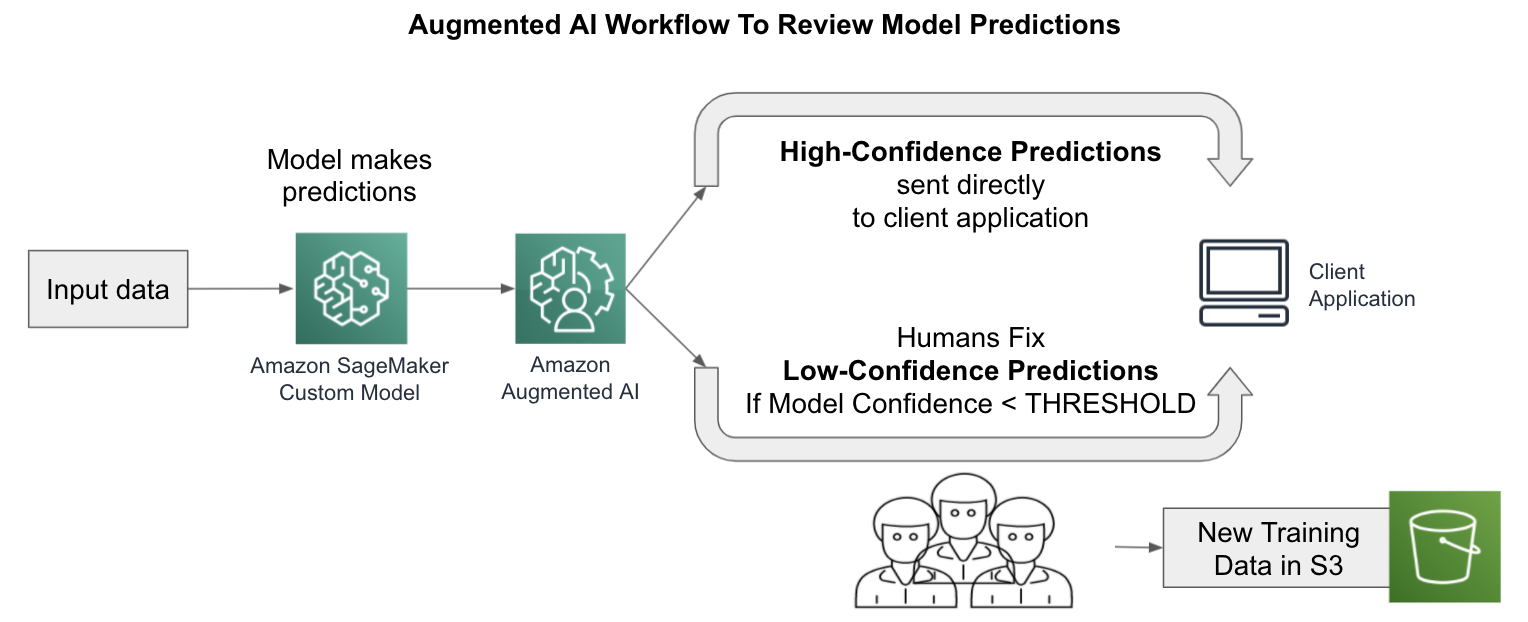 Augmented AI Workflow To Review Model Predictions
Model makes
predictions
Input data
Amazon SageMaker
Custom Model
Amazon
Augmented AI
High-Confidence Predictions
sent directly
to client application
Client
Application
Humans Fix
Low-Confidence Predictions
If Model Confidence < THRESHOLD
New Training
Data in S3